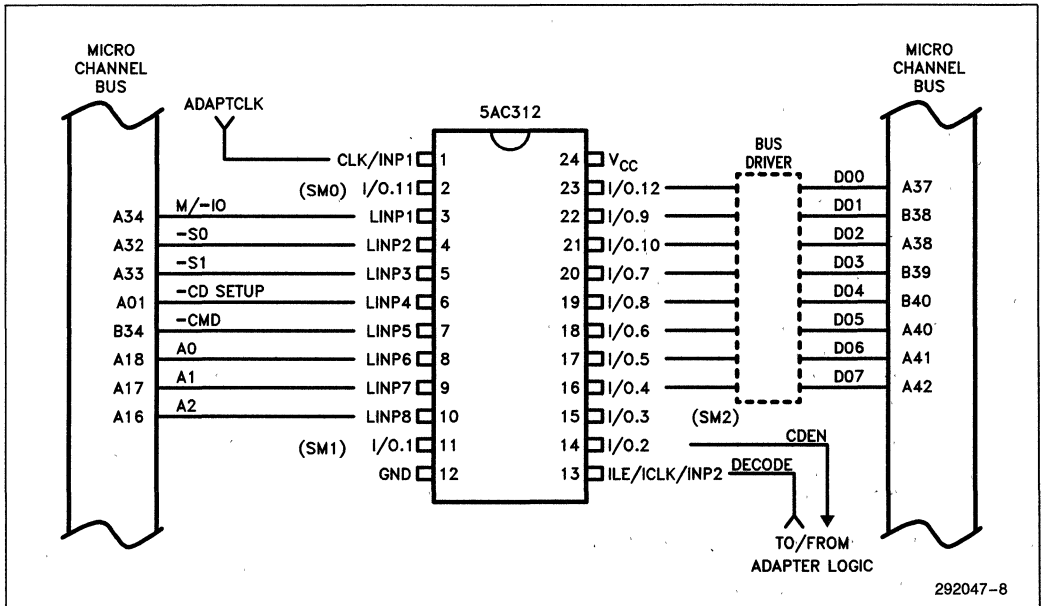 MICRO
CHANNEL
BUS
ADAPTCLK
5AC312
MICRO
CHANNEL
BUS
BUS
DRIVER
CLK/INP1 1 24 VCC
(SM0) I/O.11 2 23 I/O.12 D00 A37
A34 M/-IO LINP1 3 22 I/O.9 D01 B38
A32 -S0 LINP2 4 21 I/O.10 D02 A38
A33 -S1 LINP3 5 20 I/O.7 D03 B39
A01 -CD SETUP LINP4 6 19 I/O.8 D04 B40
B34 -CMD LINP5 7 18 I/O.6 D05 A40
A18 A0 LINP6 8 17 I/O.5 D06 A41
A17 A1 LINP7 9 16 I/O.4 D07 A42
A16 A2 LINP8 10 15 I/O.3 (SM2)
(SM1) I/O.1 11 14 I/O.2 CDEN
GND 12 13 ILE/ICLK/INP2 DECODE
TO/FROM
ADAPTER LOGIC
292047-8